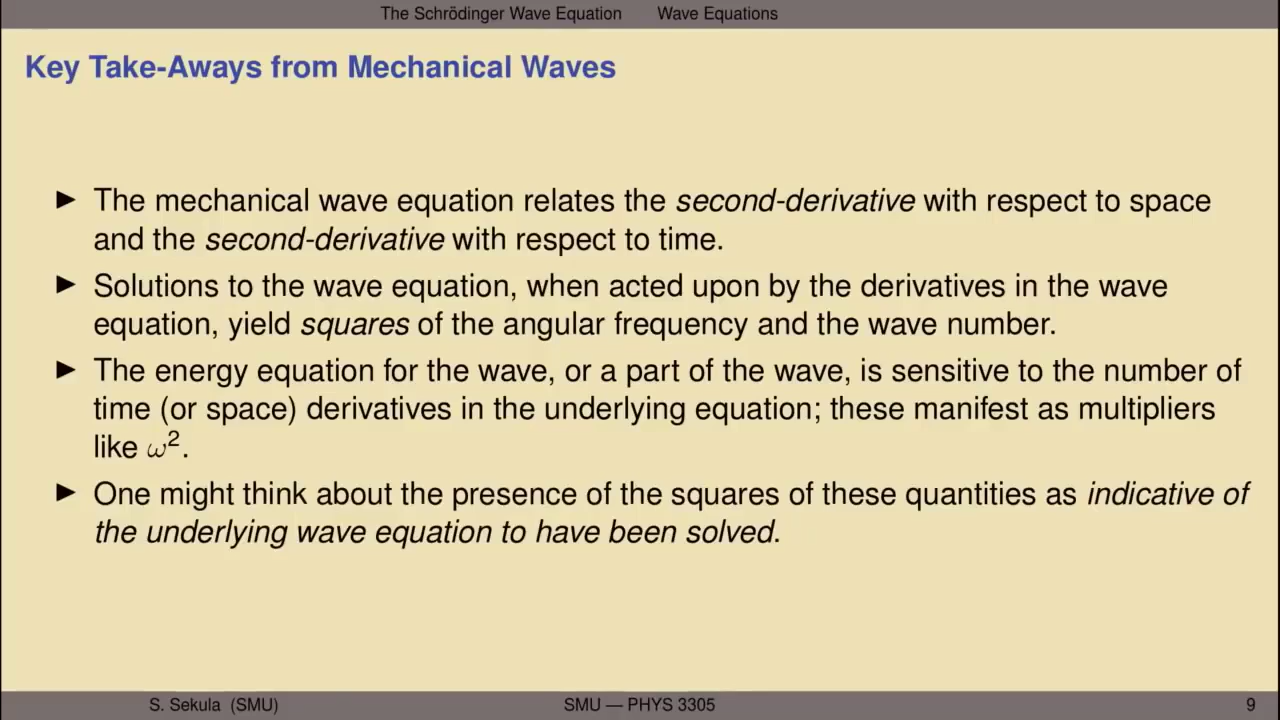 The Schrödinger Wave Equation Wave Equations
Key Take-Aways from Mechanical Waves
▶ The mechanical wave equation relates the second-derivative with respect to space
and the second-derivative with respect to time.
▶ Solutions to the wave equation, when acted upon by the derivatives in the wave
equation, yield squares of the angular frequency and the wave number.
▶ The energy equation for the wave, or a part of the wave, is sensitive to the number of
time (or space) derivatives in the underlying equation; these manifest as multipliers
like ω².
▶ One might think about the presence of the squares of these quantities as indicative of
the underlying wave equation to have been solved.
S. Sekula (SMU) SMU — PHYS 3305 9